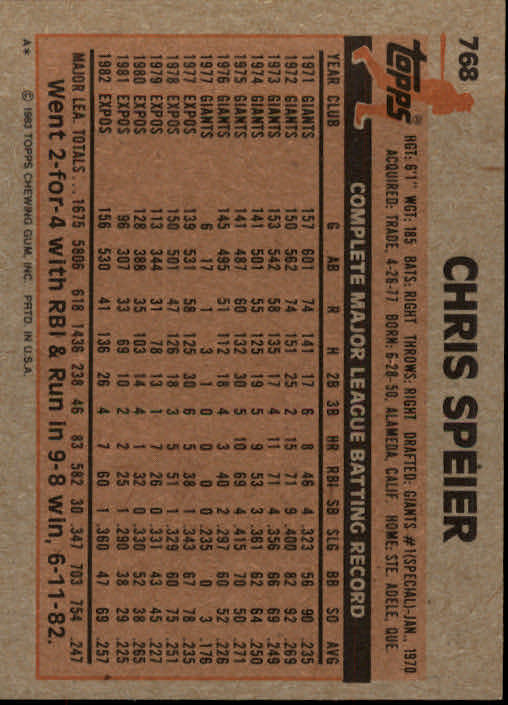 768
Topps®
CHRIS SPEIER
HGT: 6'1" WGT: 185 BATS: RIGHT THROWS: RIGHT DRAFTED: GIANTS #1(SPECIAL)-JAN. 1970
ACQUIRED: TRADE, 4-26-77 BORN: 6-28-50, ALAMEDA, CALIF HOME: STE. ADELE, QUE
COMPLETE MAJOR LEAGUE BATTING RECORD
YEAR CLUB G AB R H 2B 3B HR RBI SB SLG BB SO AVG
1971 GIANTS 157 601 74 141 17 6 8 46 4 .323 56 90 .235
1972 GIANTS 150 562 74 151 25 2 15 71 9 .400 82 92 .269
1973 GIANTS 153 542 58 135 17 4 11 71 4 .356 66 69 .249
1974 GIANTS 141 501 55 125 19 5 9 53 3 .361 62 64 .250
1975 GIANTS 141 487 60 132 30 5 10 69 4 .415 70 50 .271
1976 GIANTS 145 495 51 112 18 4 3 40 2 .297 60 52 .226
1977 GIANTS 6 17 1 3 1 0 0 0 0 .235 0 3 .176
1977 EXPOS 139 531 58 125 30 6 5 38 1 .343 67 78 .235
1978 EXPOS 150 501 47 126 18 3 5 51 1 .329 60 75 .251
1979 EXPOS 113 344 31 78 13 1 7 26 0 .331 43 45 .227
1980 EXPOS 128 388 35 103 14 4 1 32 0 .330 52 38 .265
1981 EXPOS 96 307 33 69 10 2 2 25 1 .290 38 29 .225
1982 EXPOS 156 530 41 136 26 4 7 60 1 .360 47 69 .257
MAJOR LEA. TOTALS ... 1675 5806 618 1436 238 46 83 582 30 .347 703 754 .247
Went 2-for-4 with RBI & Run in 9-8 win, 6-11-82.
A* © 1983 TOPPS CHEWING GUM, INC. PRTD. IN U.S.A.